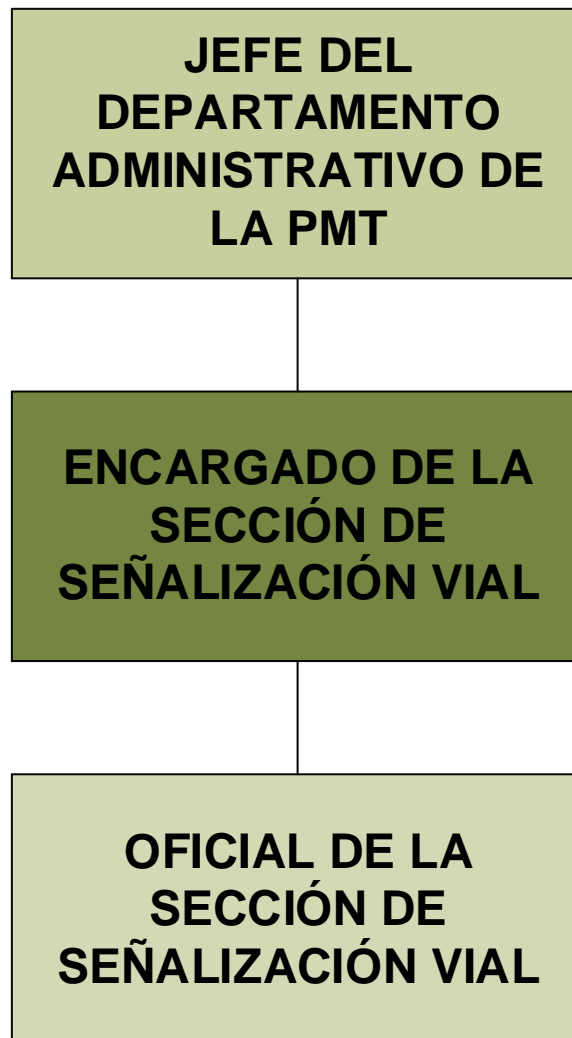 JEFE DEL
DEPARTAMENTO
ADMINISTRATIVO DE
LA PMT
ENCARGADO DE LA
SECCIÓN DE
SEÑALIZACIÓN VIAL
OFICIAL DE LA
SECCIÓN DE
SEÑALIZACIÓN VIAL